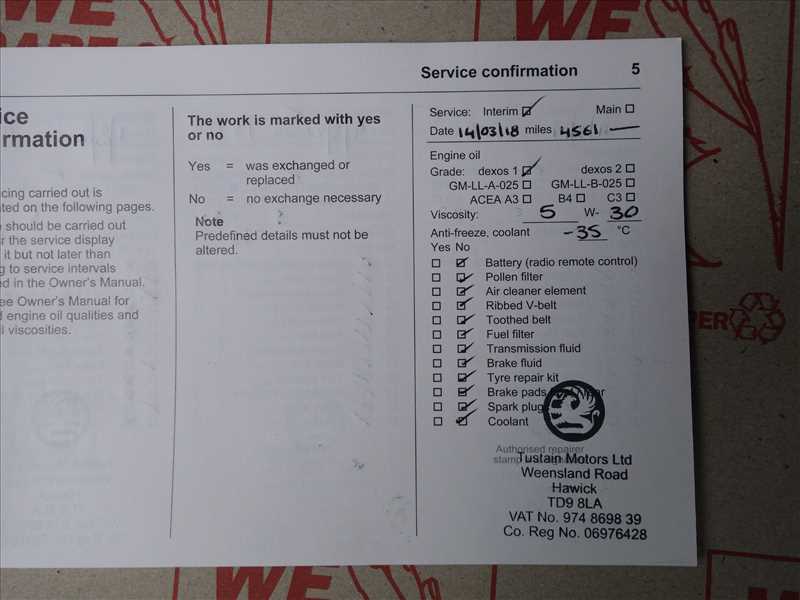 WE
WE
CARE
Service confirmation 5
ice
rmation
cing carried out is
ted on the following pages.
should be carried out
r the service display
it but not later than
g to service intervals
d in the Owner's Manual.
ee Owner's Manual for
engine oil qualities and
l viscosities.
The work is marked with yes
or no
Yes = was exchanged or
replaced
No = no exchange necessary
Note
Predefined details must not be
altered.
Service: Interim Main
Date 14/03/18 miles 4561
Engine oil
Grade: dexos 1 dexos 2
GM-LL-A-025 GM-LL-B-025
ACEA A3 B4 C3
Viscosity: 5 W- 30
Anti-freeze, coolant -35 °C
Yes No
Battery (radio remote control)
Pollen filter
Air cleaner element
Ribbed V-belt
Toothed belt
Fuel filter
Transmission fluid
Brake fluid
Tyre repair kit
Brake pads
Spark plug
Coolant
Authorised repairer
stamp
Tustain Motors Ltd
Weensland Road
Hawick
TD9 8LA
VAT No. 974 8698 39
Co. Reg No. 06976428
WE
WE